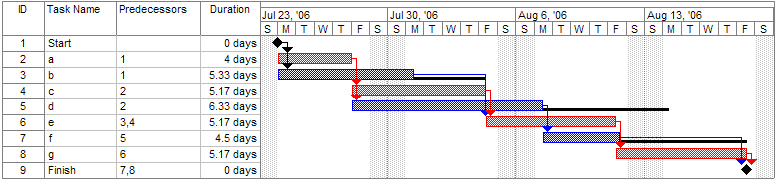 ID Task Name Predecessors Duration Jul 23, '06 Jul 30, '06 Aug 6, '06 Aug 13, '06
S M T W T F S S M T W T F S S M T W T F S S M T W T F S
1 Start 0 days
2 a 1 4 days
3 b 1 5.33 days
4 c 2 5.17 days
5 d 2 6.33 days
6 e 3,4 5.17 days
7 f 5 4.5 days
8 g 6 5.17 days
9 Finish 7,8 0 days